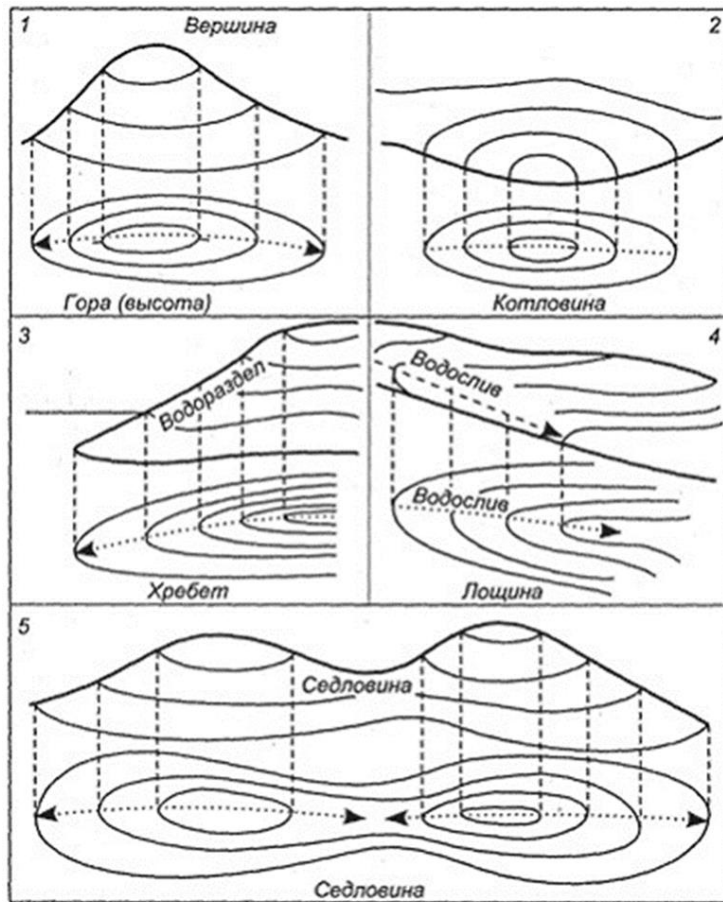 1
Вершина
2
Гора (высота)
Котловина
3
Водораздел
4
Водослив
Водослив
Хребет
Лощина
5
Седловина
Седловина